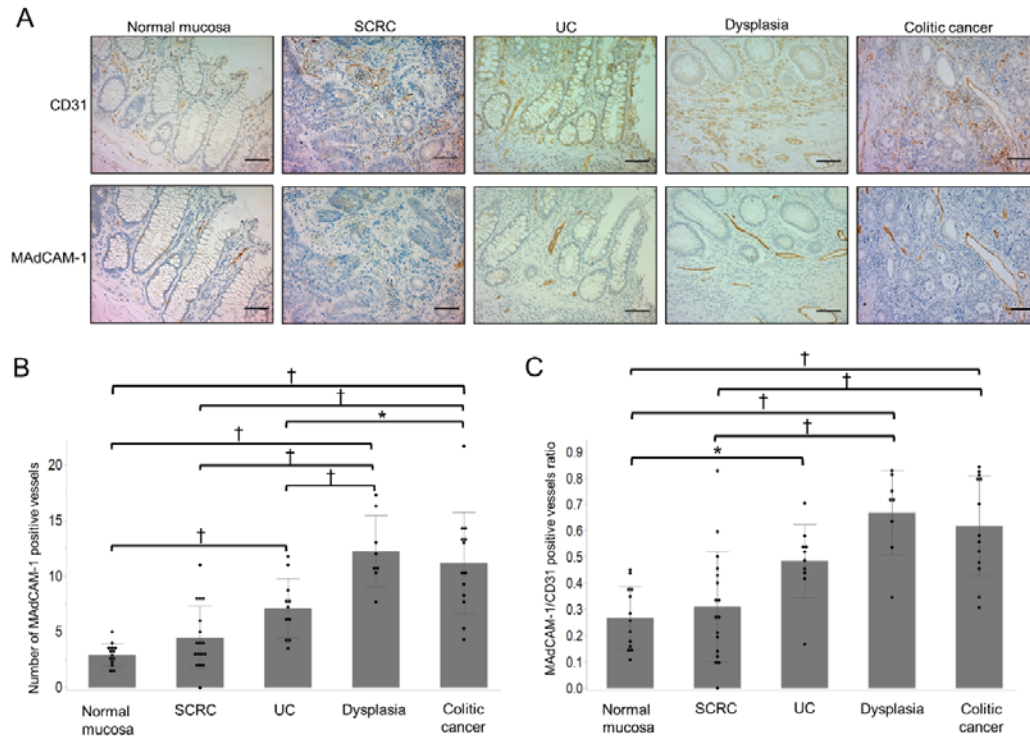 A
Normal mucosa SCRC UC Dysplasia Colitic cancer
CD31
MAdCAM-1
B
†
†
*
†
†
†
†
Number of MAdCAM-1 positive vessels
20
15
10
5
0
Normal mucosa SCRC UC Dysplasia Colitic cancer
C
†
†
†
†
*
MAdCAM-1/CD31 positive vessels ratio
0.9
0.8
0.7
0.6
0.5
0.4
0.3
0.2
0.1
0.0
Normal mucosa SCRC UC Dysplasia Colitic cancer